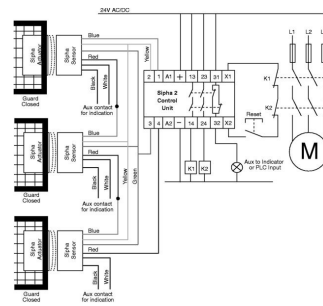 24V AC/DC
Blue
Yellow
L1
L2
L
Sipha
Actuator
Sipha
Sensor
Red
Black
White
Guard
Closed
Aux contact
for indication
2 1 A1 + 13 23 31 X1
Sipha 2
Control
Unit
3 4 A2 − 14 24 32 X2
K1
K2
Reset
M
Blue
Sipha
Actuator
Sipha
Sensor
Red
Black
White
Yellow
Green
Guard
Closed
Aux contact
for indication
K1 K2
Aux to Indicator
or PLC Input
Blue
Sipha
Actuator
Sipha
Sensor
Red
Black
White
Guard
Closed
Aux contact
for indication